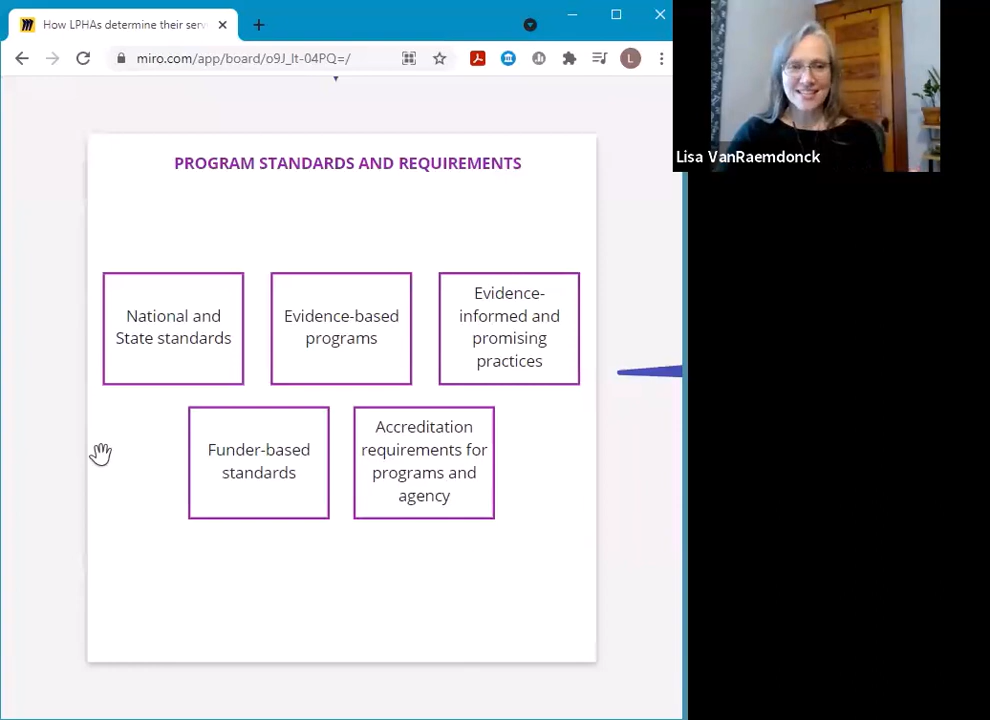 How LPHAs determine their serv
miro.com/app/board/o9J_lt-04PQ=/
L
Lisa VanRaemdonck
PROGRAM STANDARDS AND REQUIREMENTS
National and
State standards
Evidence-based
programs
Evidence-
informed and
promising
practices
Funder-based
standards
Accreditation
requirements for
programs and
agency